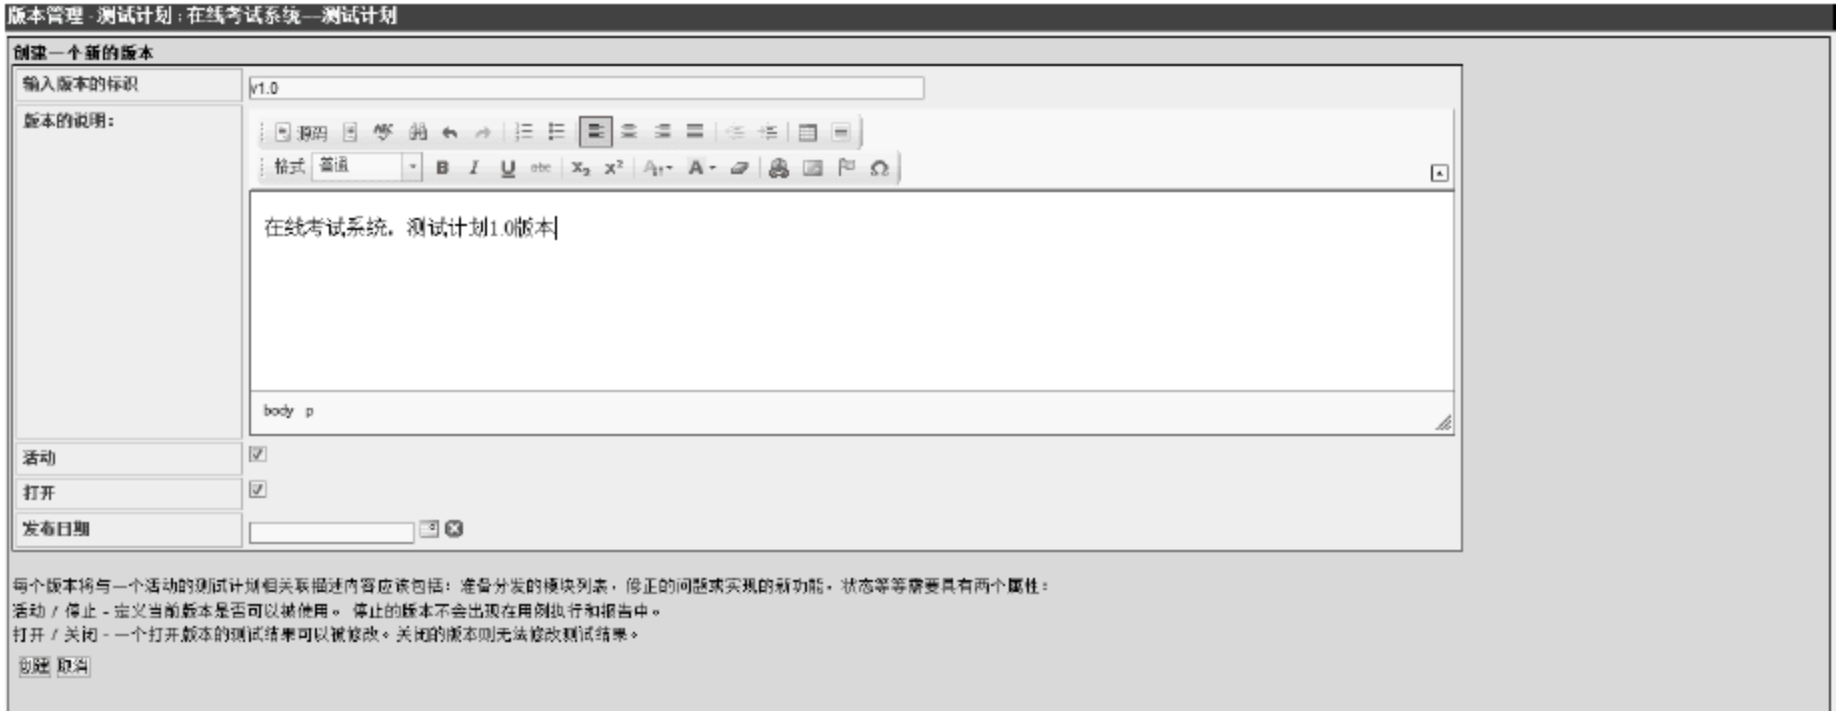 版本管理 - 测试计划 : 在线考试系统—测试计划
创建一个新的版本
输入版本的标识
v1.0
版本的说明:
源码
格式 普通 B I U abc X₂ X² A A Ω
在线考试系统，测试计划1.0版本
body p
活动
打开
发布日期
每个版本将与一个活动的测试计划相关联描述内容应该包括: 准备分发的模块列表，修正的问题或实现的新功能，状态等等需要具有两个属性:
活动 / 停止 - 定义当前版本是否可以被使用。 停止的版本不会出现在用例执行和报告中。
打开 / 关闭 - 一个打开版本的测试结果可以被修改。关闭的版本则无法修改测试结果。
创建 取消